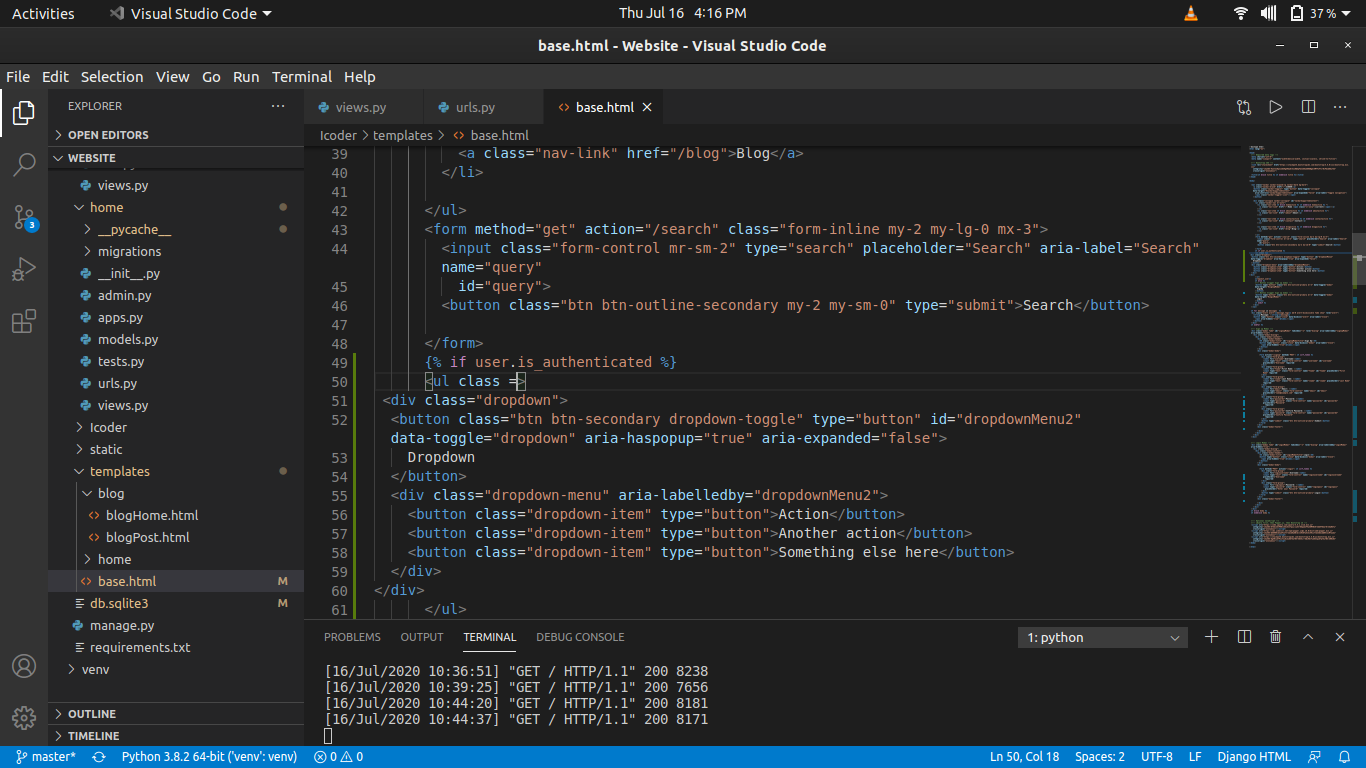 Activities Visual Studio Code Thu Jul 16 4:16 PM 37 %
base.html - Website - Visual Studio Code
File Edit Selection View Go Run Terminal Help
EXPLORER
OPEN EDITORS
WEBSITE
views.py
home
__pycache__
migrations
__init__.py
admin.py
apps.py
models.py
tests.py
urls.py
views.py
Icoder
static
templates
blog
blogHome.html
blogPost.html
home
base.html M
db.sqlite3 M
manage.py
requirements.txt
venv
OUTLINE
TIMELINE
3
views.py urls.py base.html
Icoder > templates > base.html
39 <a class="nav-link" href="/blog">Blog</a>
40 </li>
41
42 </ul>
43 <form method="get" action="/search" class="form-inline my-2 my-lg-0 mx-3">
44 <input class="form-control mr-sm-2" type="search" placeholder="Search" aria-label="Search"
name="query"
45 id="query">
46 <button class="btn btn-outline-secondary my-2 my-sm-0" type="submit">Search</button>
47
48 </form>
49 {% if user.is_authenticated %}
50 <ul class =>
51 <div class="dropdown">
52 <button class="btn btn-secondary dropdown-toggle" type="button" id="dropdownMenu2"
data-toggle="dropdown" aria-haspopup="true" aria-expanded="false">
53 Dropdown
54 </button>
55 <div class="dropdown-menu" aria-labelledby="dropdownMenu2">
56 <button class="dropdown-item" type="button">Action</button>
57 <button class="dropdown-item" type="button">Another action</button>
58 <button class="dropdown-item" type="button">Something else here</button>
59 </div>
60 </div>
61 </ul>
PROBLEMS OUTPUT TERMINAL DEBUG CONSOLE 1: python
[16/Jul/2020 10:36:51] "GET / HTTP/1.1" 200 8238
[16/Jul/2020 10:39:25] "GET / HTTP/1.1" 200 7656
[16/Jul/2020 10:44:20] "GET / HTTP/1.1" 200 8181
[16/Jul/2020 10:44:37] "GET / HTTP/1.1" 200 8171
master* Python 3.8.2 64-bit ('venv': venv) 0 0 Ln 50, Col 18 Spaces: 2 UTF-8 LF Django HTML